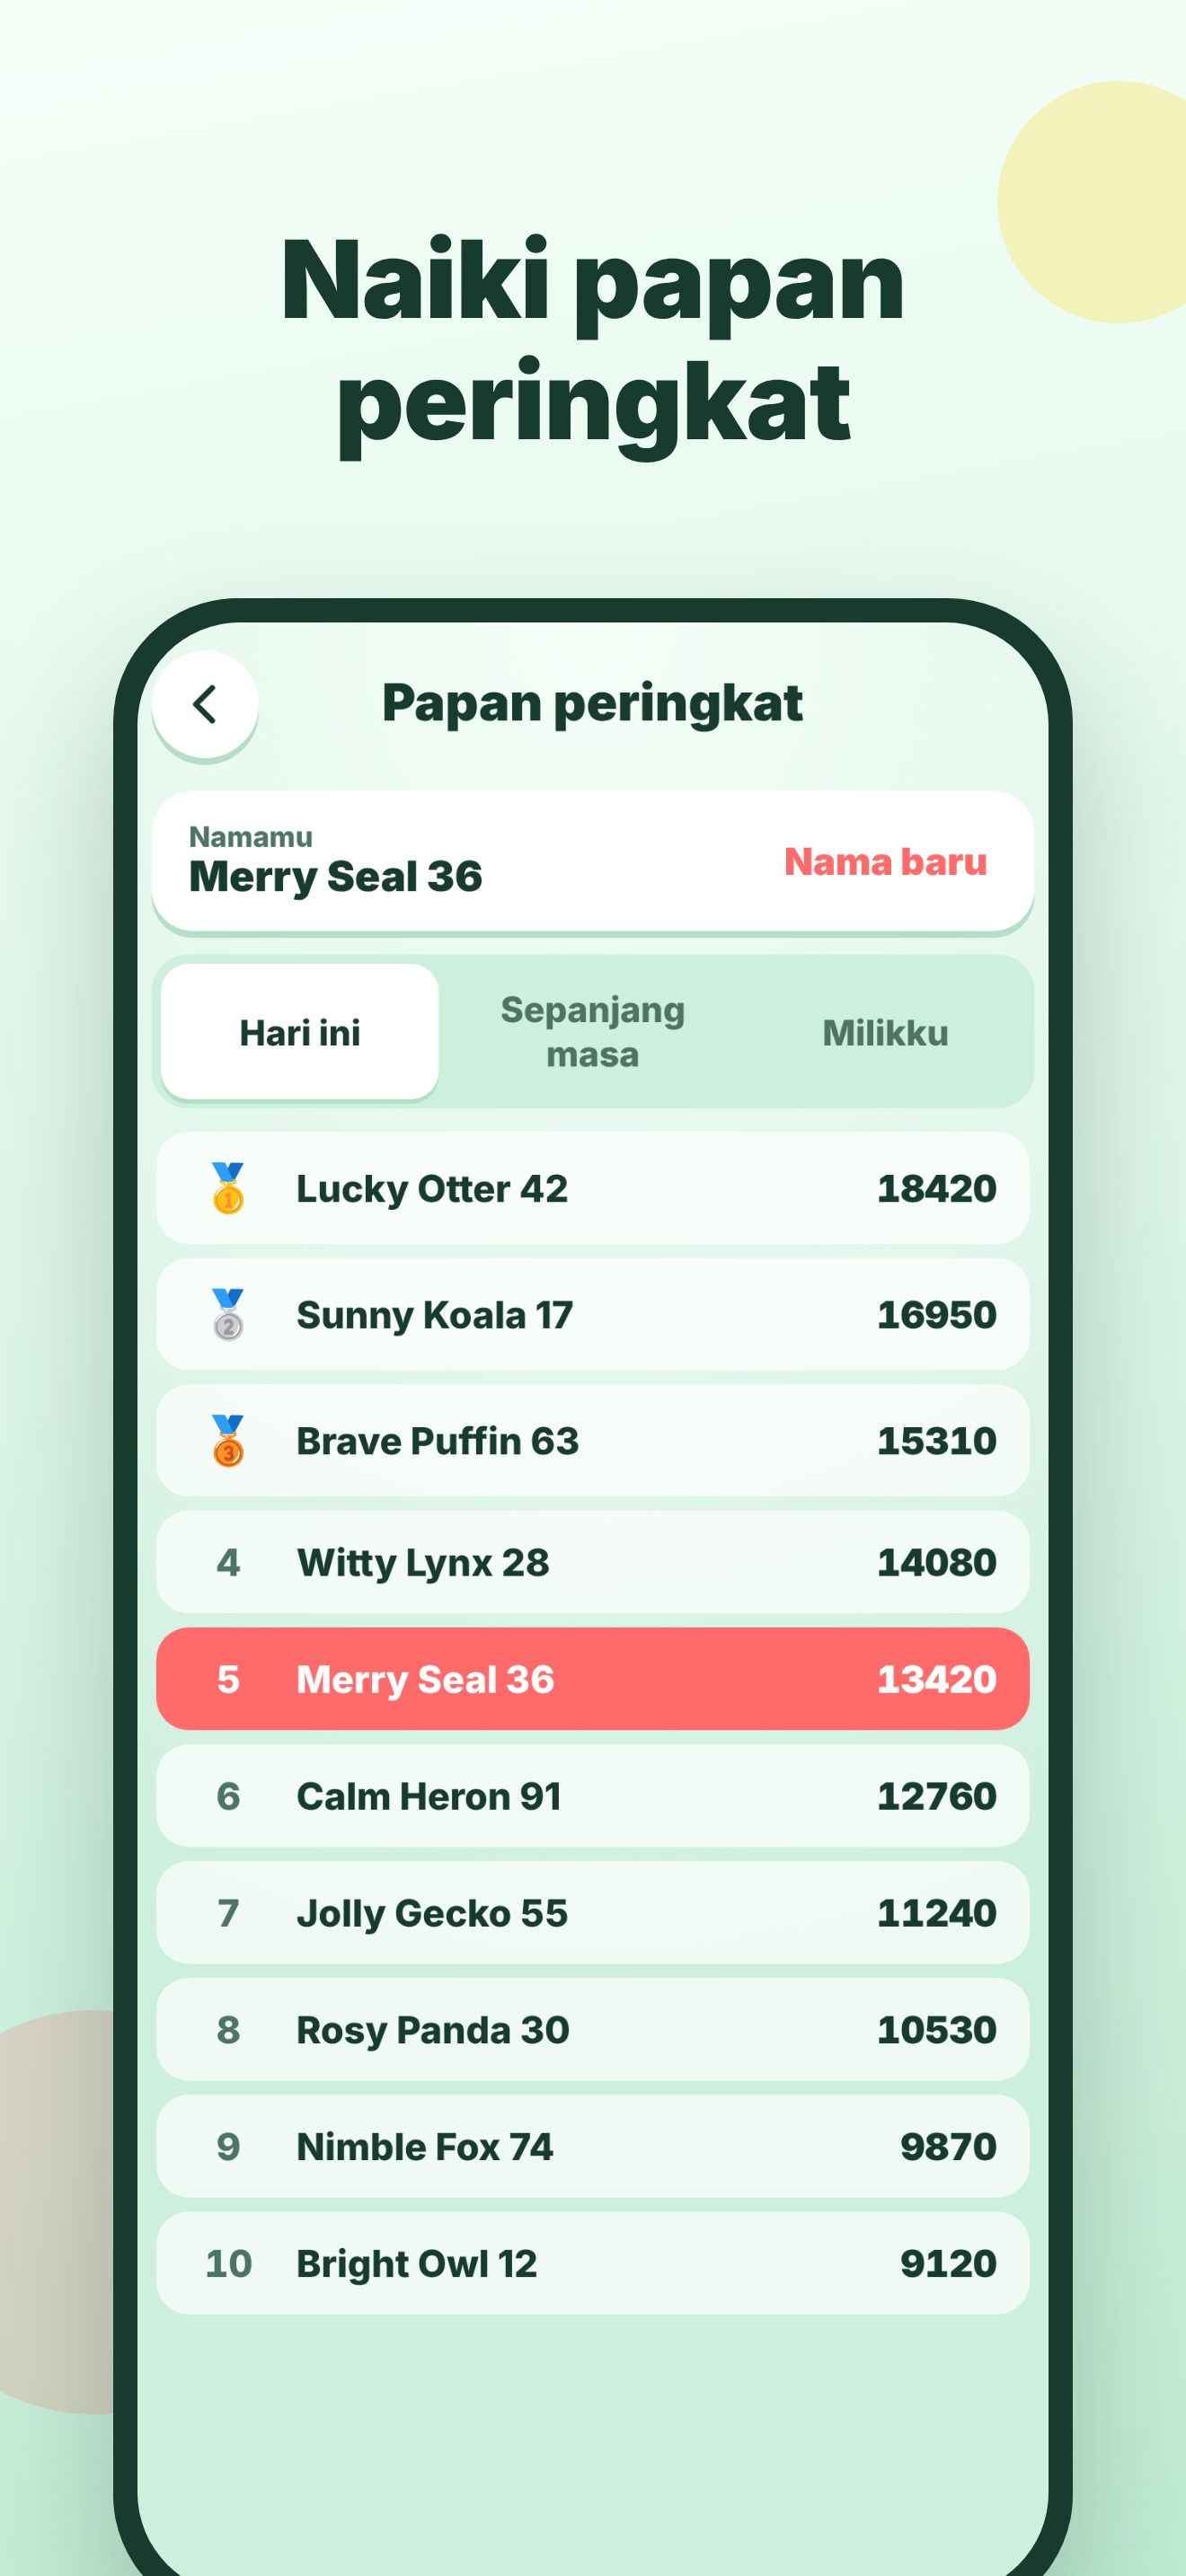 Naiki papan
peringkat
Papan peringkat
Namamu
Merry Seal 36
Nama baru
Hari ini
Sepanjang
masa
Milikku
1 Lucky Otter 42 18420
2 Sunny Koala 17 16950
3 Brave Puffin 63 15310
4 Witty Lynx 28 14080
5 Merry Seal 36 13420
6 Calm Heron 91 12760
7 Jolly Gecko 55 11240
8 Rosy Panda 30 10530
9 Nimble Fox 74 9870
10 Bright Owl 12 9120